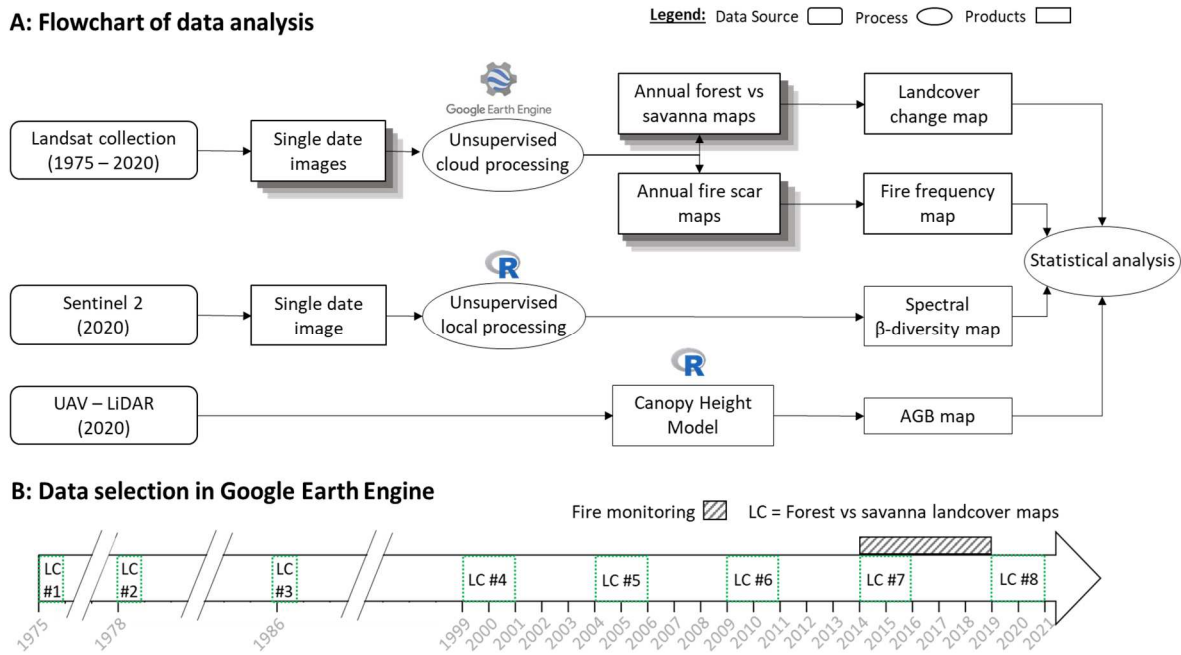 A: Flowchart of data analysis
Legend: Data Source Process Products
Google Earth Engine
Landsat collection
(1975 – 2020)
Single date
images
Unsupervised
cloud processing
Annual forest vs
savanna maps
Landcover
change map
Annual fire scar
maps
Fire frequency
map
Statistical analysis
R
Sentinel 2
(2020)
Single date
image
Unsupervised
local processing
Spectral
β-diversity map
R
UAV – LiDAR
(2020)
Canopy Height
Model
AGB map
B: Data selection in Google Earth Engine
Fire monitoring LC = Forest vs savanna landcover maps
LC
#1
LC
#2
LC
#3
LC #4
LC #5
LC #6
LC #7
LC #8
1975
1978
1986
1999
2000
2001
2002
2003
2004
2005
2006
2007
2008
2009
2010
2011
2012
2013
2014
2015
2016
2017
2018
2019
2020
2021